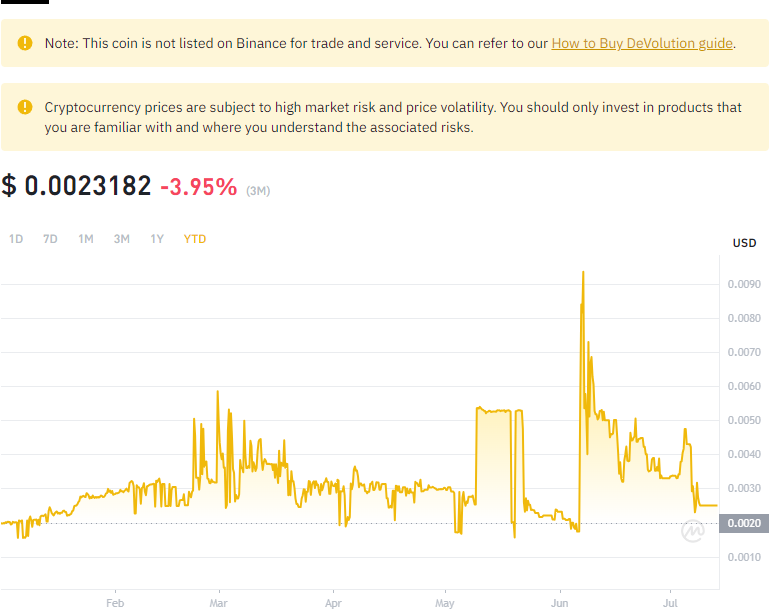 Note: This coin is not listed on Binance for trade and service. You can refer to our How to Buy DeVolution guide.
Cryptocurrency prices are subject to high market risk and price volatility. You should only invest in products that
you are familiar with and where you understand the associated risks.
$ 0.0023182 -3.95% (3M)
1D 7D 1M 3M 1Y YTD
USD
0.0090
0.0080
0.0070
0.0060
0.0050
0.0040
0.0030
0.0020
0.0010
Feb Mar Apr May Jun Jul